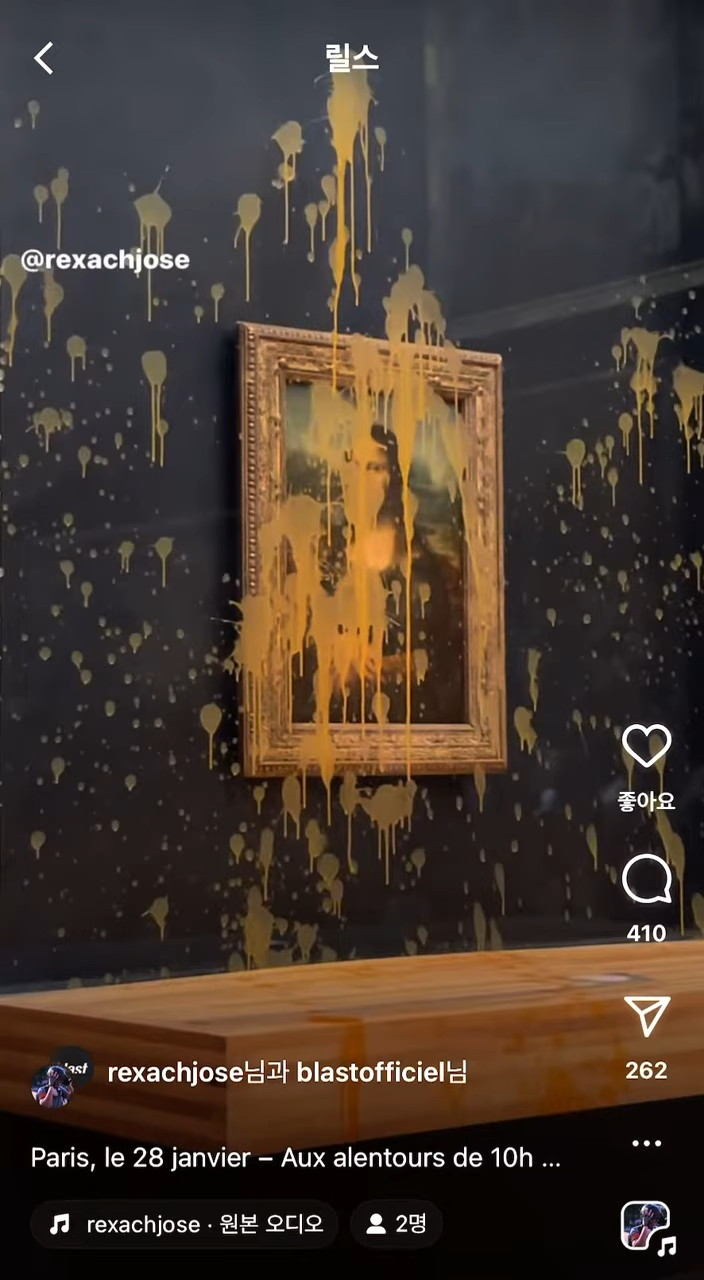 릴스
@rexachjose
좋아요
410
262
rexachjose님과 blastofficiel님
Paris, le 28 janvier – Aux alentours de 10h ...
rexachjose · 원본 오디오
2명